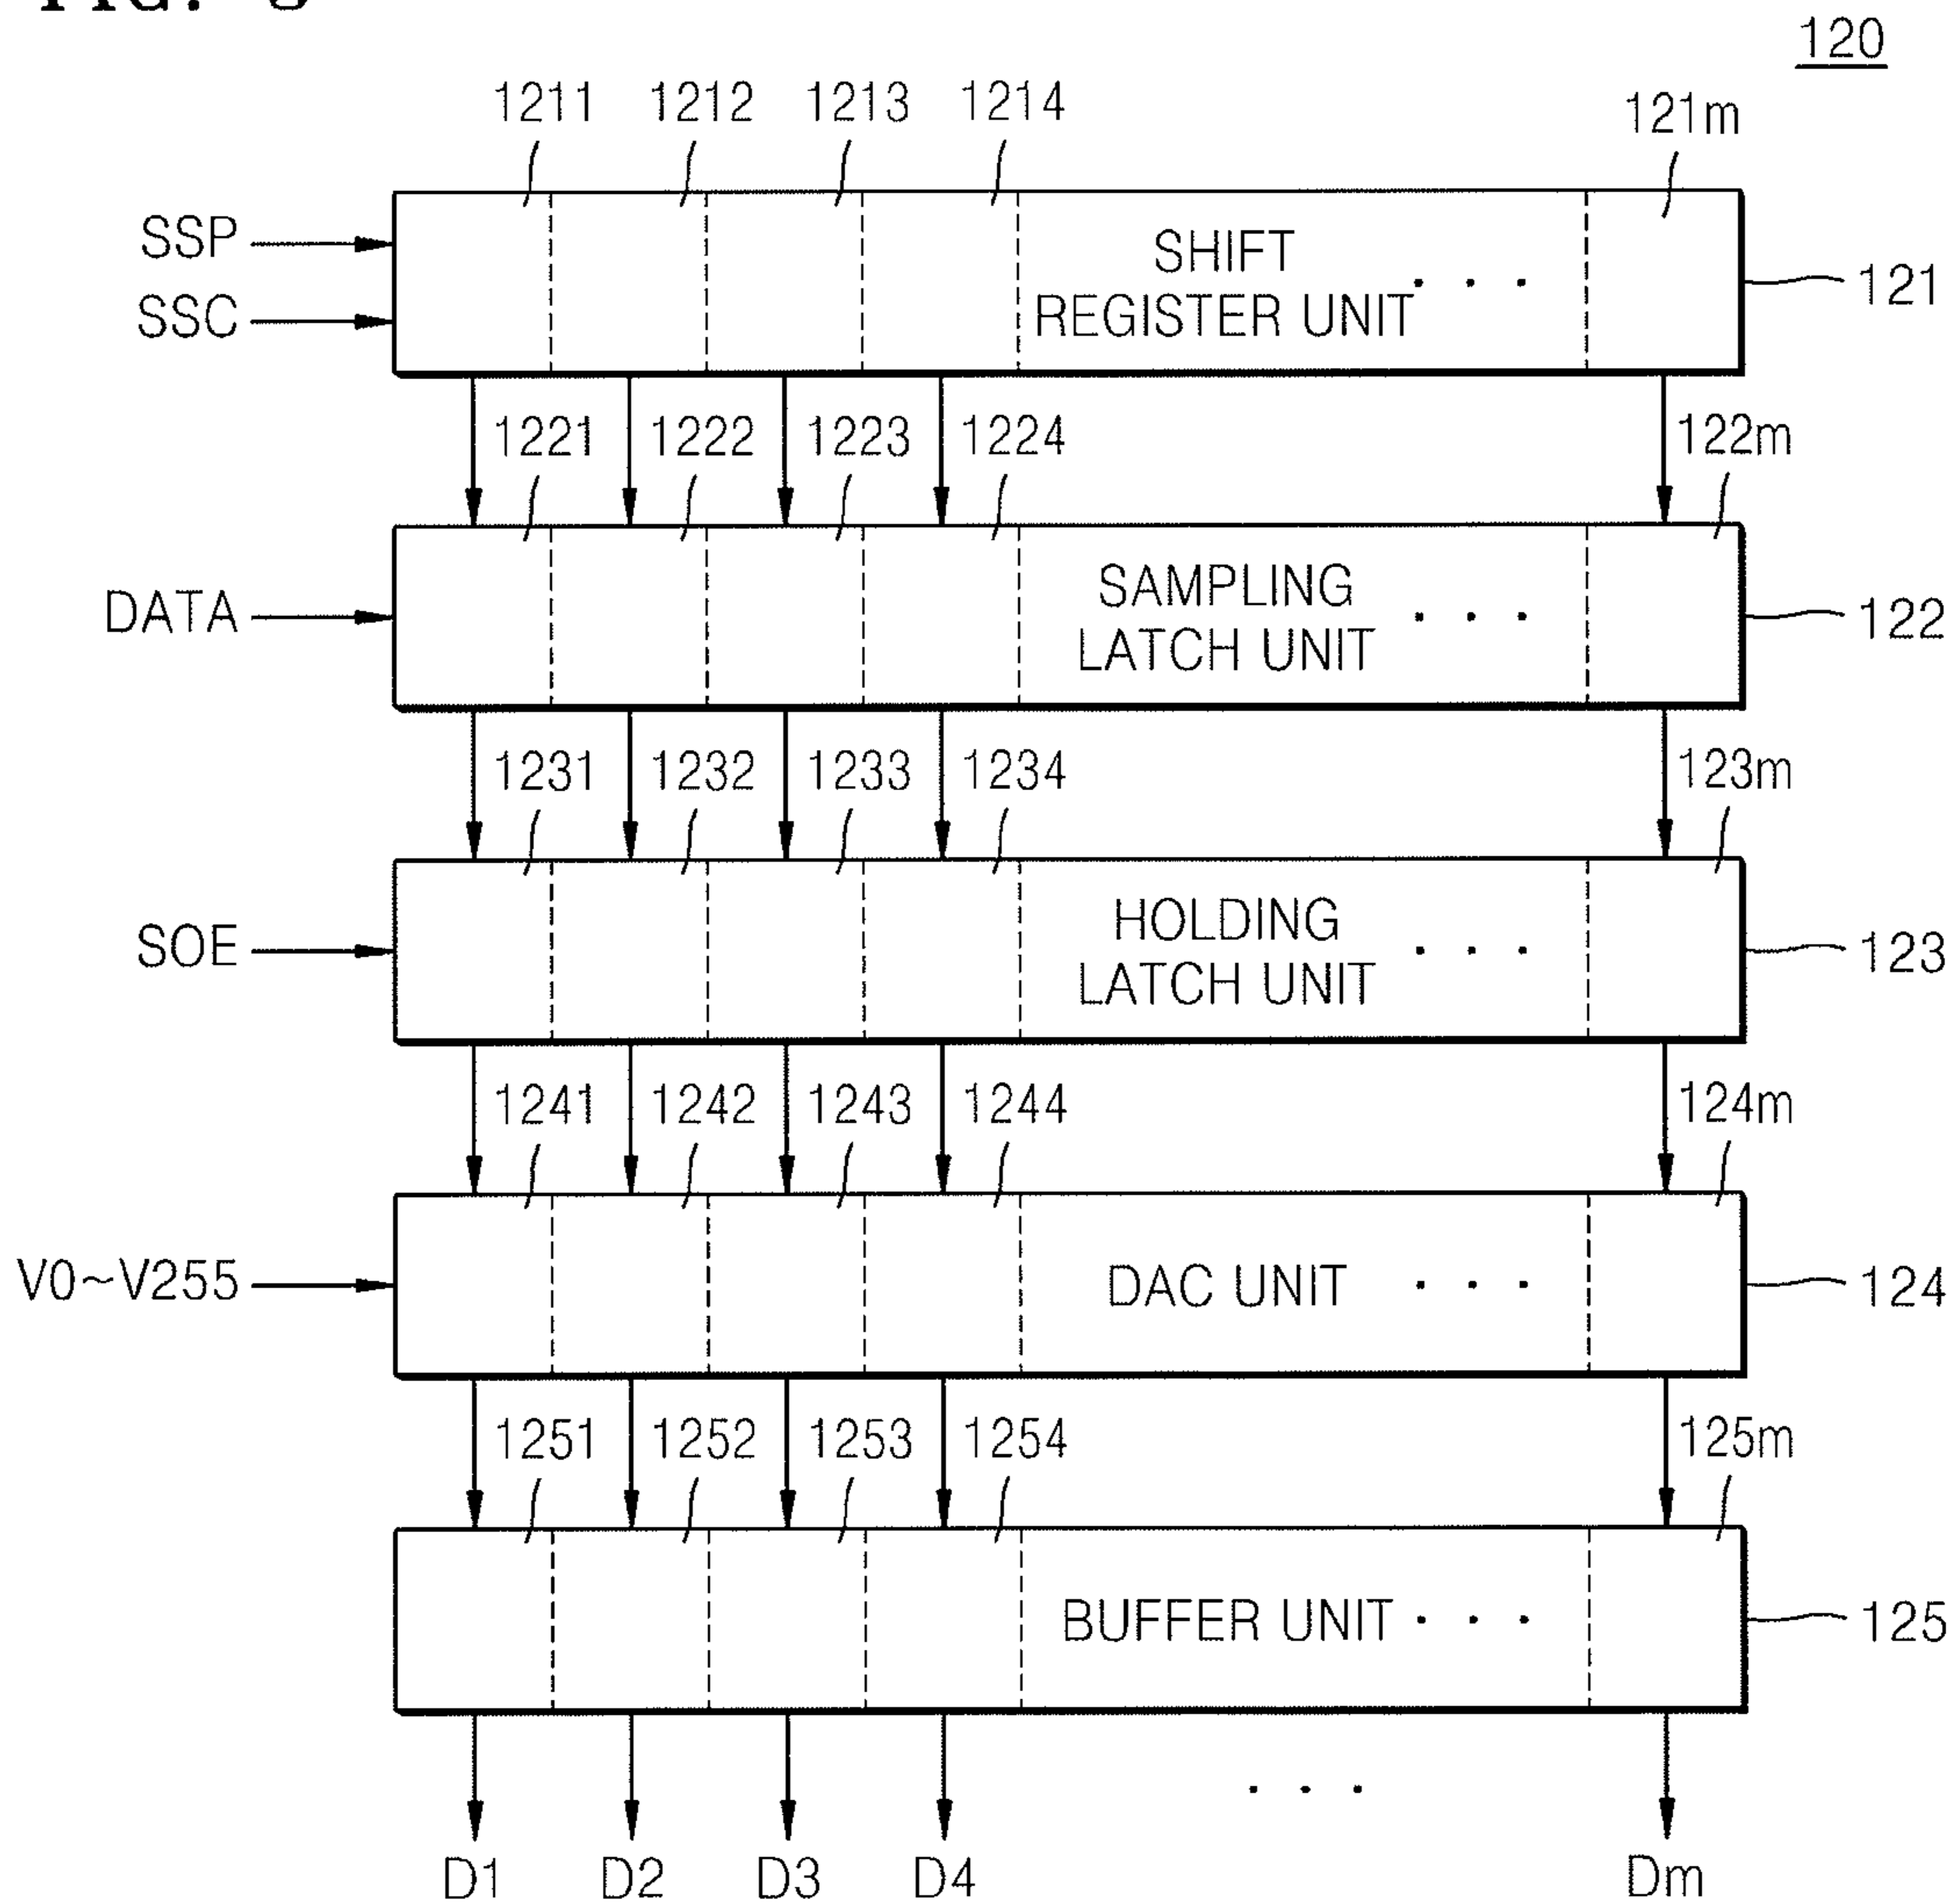 120
1211 1212 1213 1214 121m
SSP
SSC
SHIFT
REGISTER UNIT . . .
121
1221 1222 1223 1224 122m
DATA
SAMPLING
LATCH UNIT . . .
122
1231 1232 1233 1234 123m
SOE
HOLDING
LATCH UNIT . . .
123
1241 1242 1243 1244 124m
V0~V255
DAC UNIT . . .
124
1251 1252 1253 1254 125m
BUFFER UNIT . . .
125
. . .
D1 D2 D3 D4 Dm